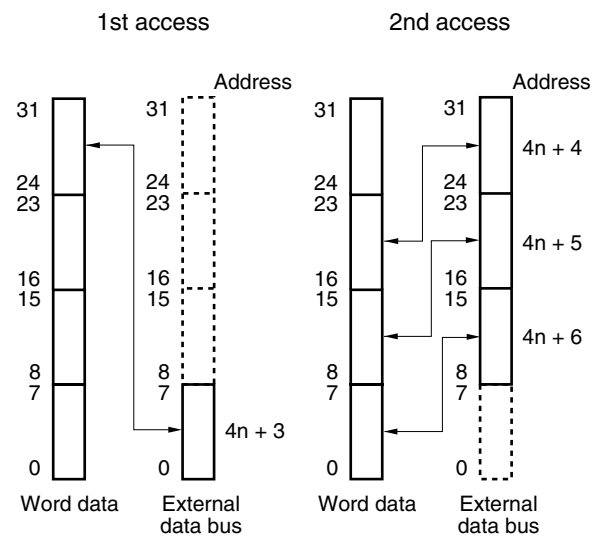 1st access
2nd access
Address
Address
31
31
31
31
4n + 4
24
24
24
24
23
23
23
23
4n + 5
16
16
16
16
15
15
15
15
4n + 6
8
8
8
8
7
7
7
7
4n + 3
0
0
0
0
Word data
External
data bus
Word data
External
data bus